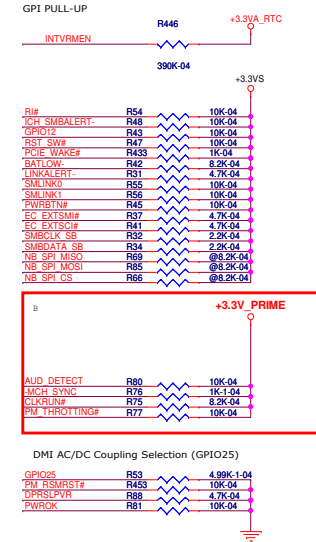 GPI PULL-UP
R446 +3.3VA_RTC
INTVRMEN
390K-04
+3.3VS
RI# R54 10K-04
ICH_SMBALERT- R48 10K-04
GPIO12 R43 10K-04
RST_SW# R47 10K-04
PCIE_WAKE# R433 1K-04
BATLOW- R42 8.2K-04
LINKALERT- R31 4.7K-04
SMLINK0 R55 10K-04
SMLINK1 R56 10K-04
PWRBTN# R45 10K-04
EC_EXTSMI# R37 4.7K-04
EC_EXTSCI# R41 4.7K-04
SMBCLK_SB R32 2.2K-04
SMBDATA_SB R34 2.2K-04
NB_SPI_MISO R69 @8.2K-04
NB_SPI_MOSI R85 @8.2K-04
NB_SPI_CS R66 @8.2K-04
B +3.3V_PRIME
AUD_DETECT R80 10K-04
-MCH_SYNC R76 1K-1-04
CLKRUN# R75 8.2K-04
PM_THROTTING# R77 10K-04
DMI AC/DC Coupling Selection (GPIO25)
GPIO25 R53 4.99K-1-04
PM_RSMRST# R453 10K-04
DPRSLPVR R88 4.7K-04
PWROK R81 10K-04